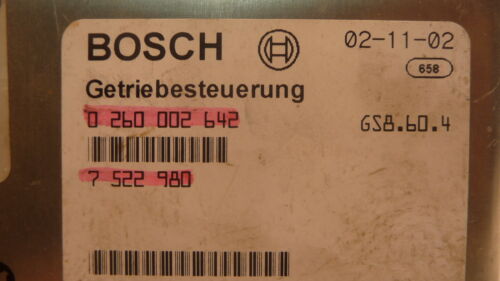 BOSCH 02-11-02
658
Getriebesteuerung
0 260 002 642 GS8.60.4
7 522 980